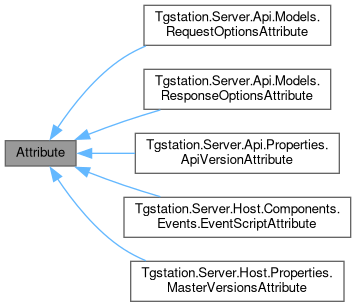 Tgstation.Server.Api.Models.
RequestOptionsAttribute
Tgstation.Server.Api.Models.
ResponseOptionsAttribute
Attribute
Tgstation.Server.Api.Properties.
ApiVersionAttribute
Tgstation.Server.Host.Components.
Events.EventScriptAttribute
Tgstation.Server.Host.Properties.
MasterVersionsAttribute